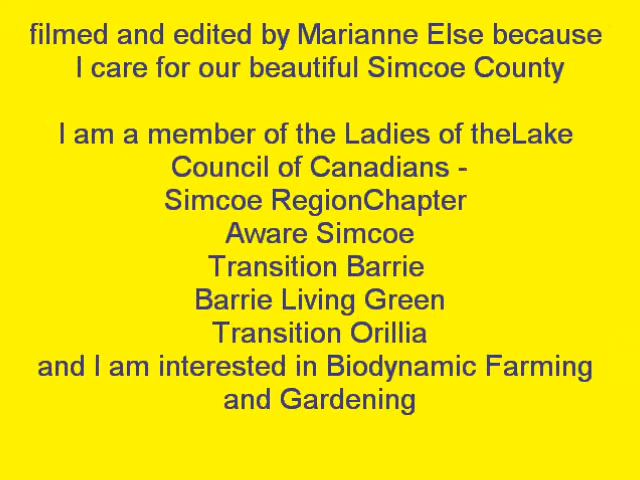 filmed and edited by Marianne Else because
I care for our beautiful Simcoe County
I am a member of the Ladies of theLake
Council of Canadians -
Simcoe RegionChapter
Aware Simcoe
Transition Barrie
Barrie Living Green
Transition Orillia
and I am interested in Biodynamic Farming
and Gardening